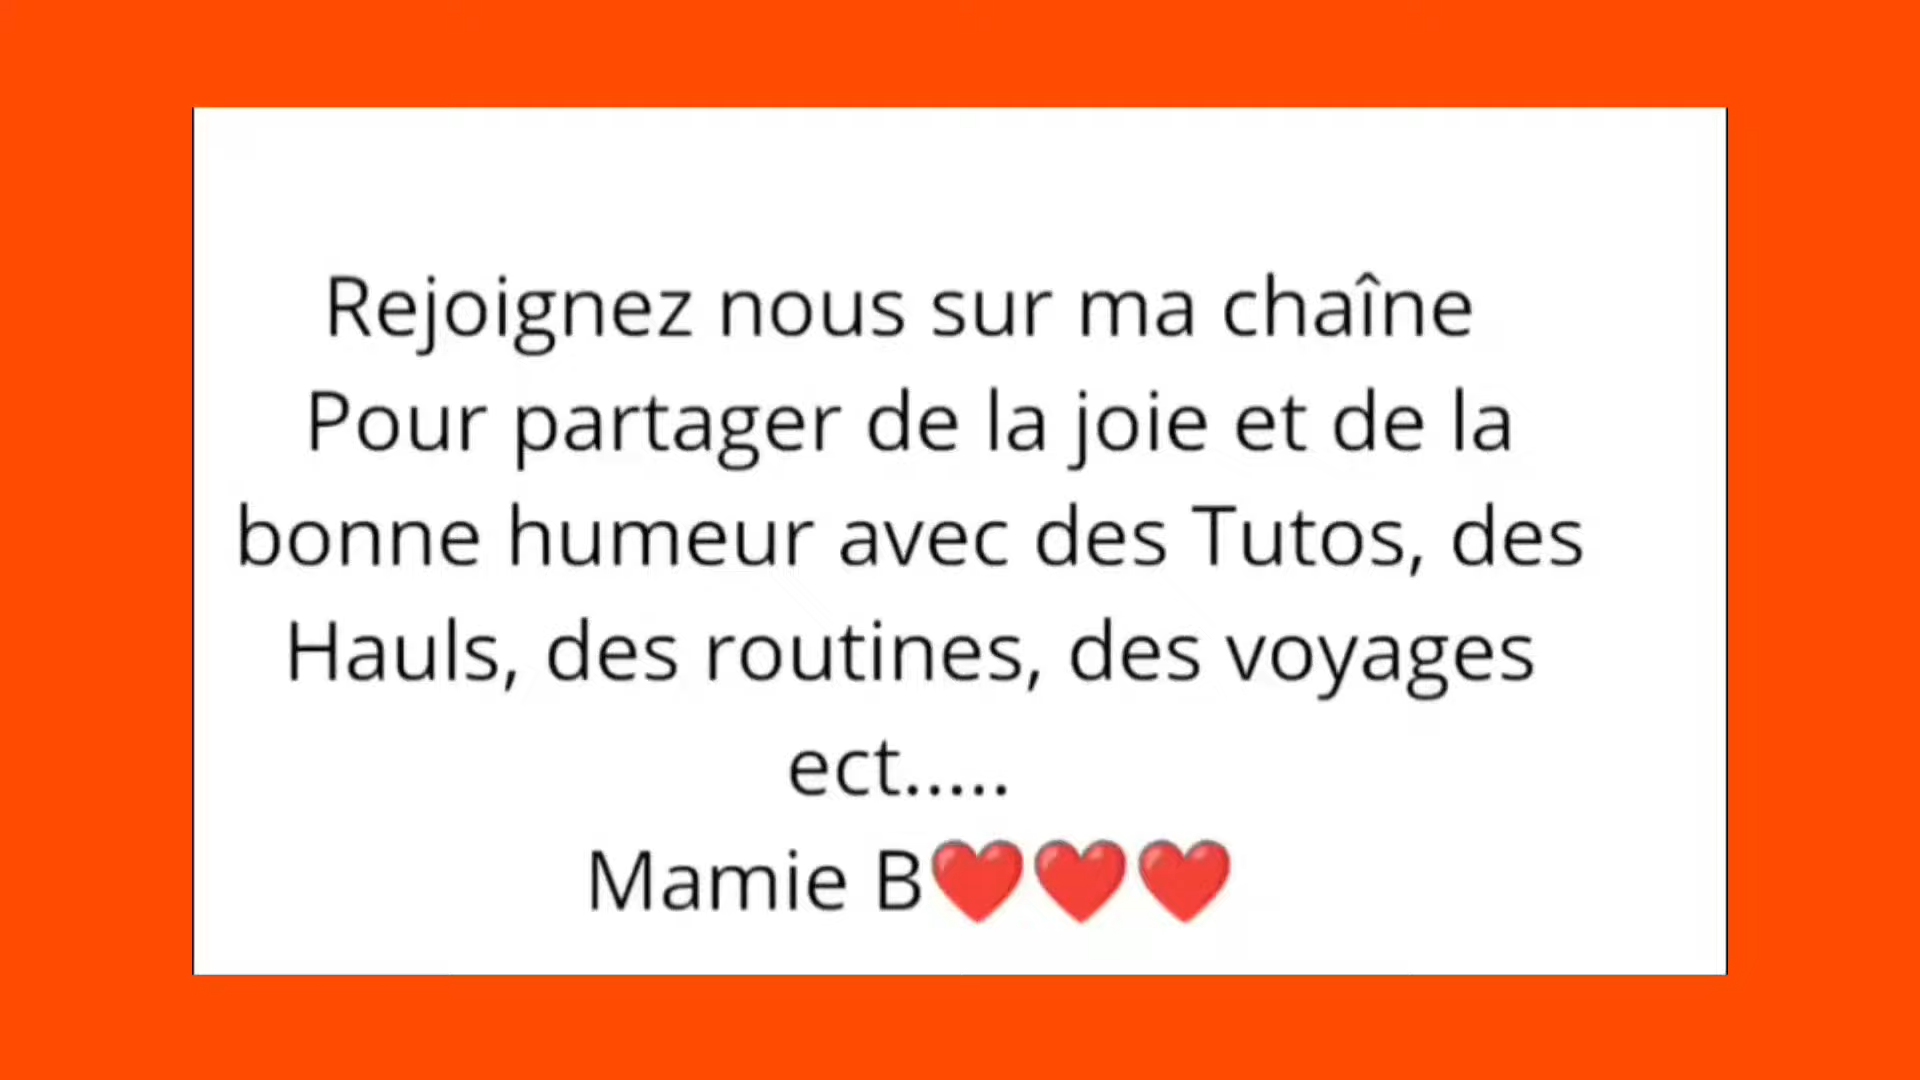 Rejoignez nous sur ma chaîne
Pour partager de la joie et de la
bonne humeur avec des Tutos, des
Hauls, des routines, des voyages
ect.....
Mamie B❤️❤️❤️